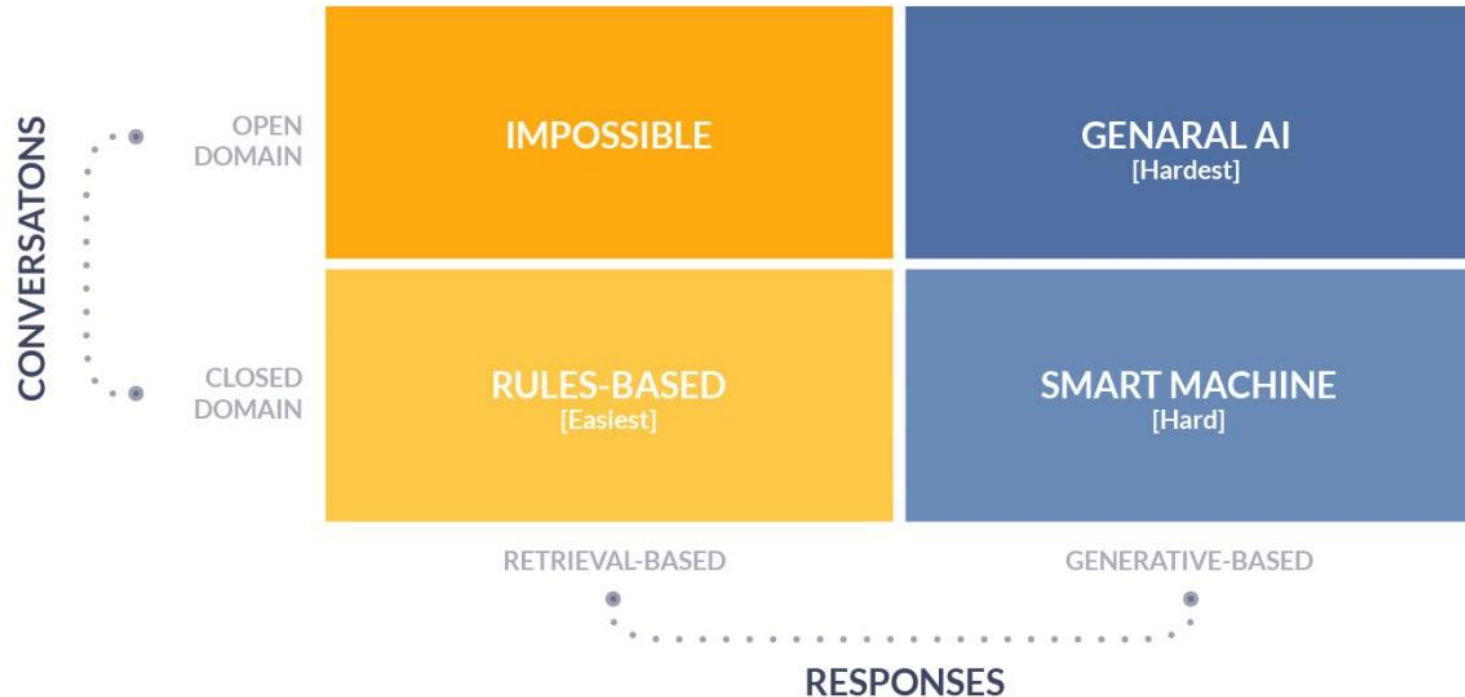 CONVERSATONS
OPEN
DOMAIN
IMPOSSIBLE
GENARAL AI
[Hardest]
CLOSED
DOMAIN
RULES-BASED
[Easiest]
SMART MACHINE
[Hard]
RETRIEVAL-BASED
GENERATIVE-BASED
RESPONSES